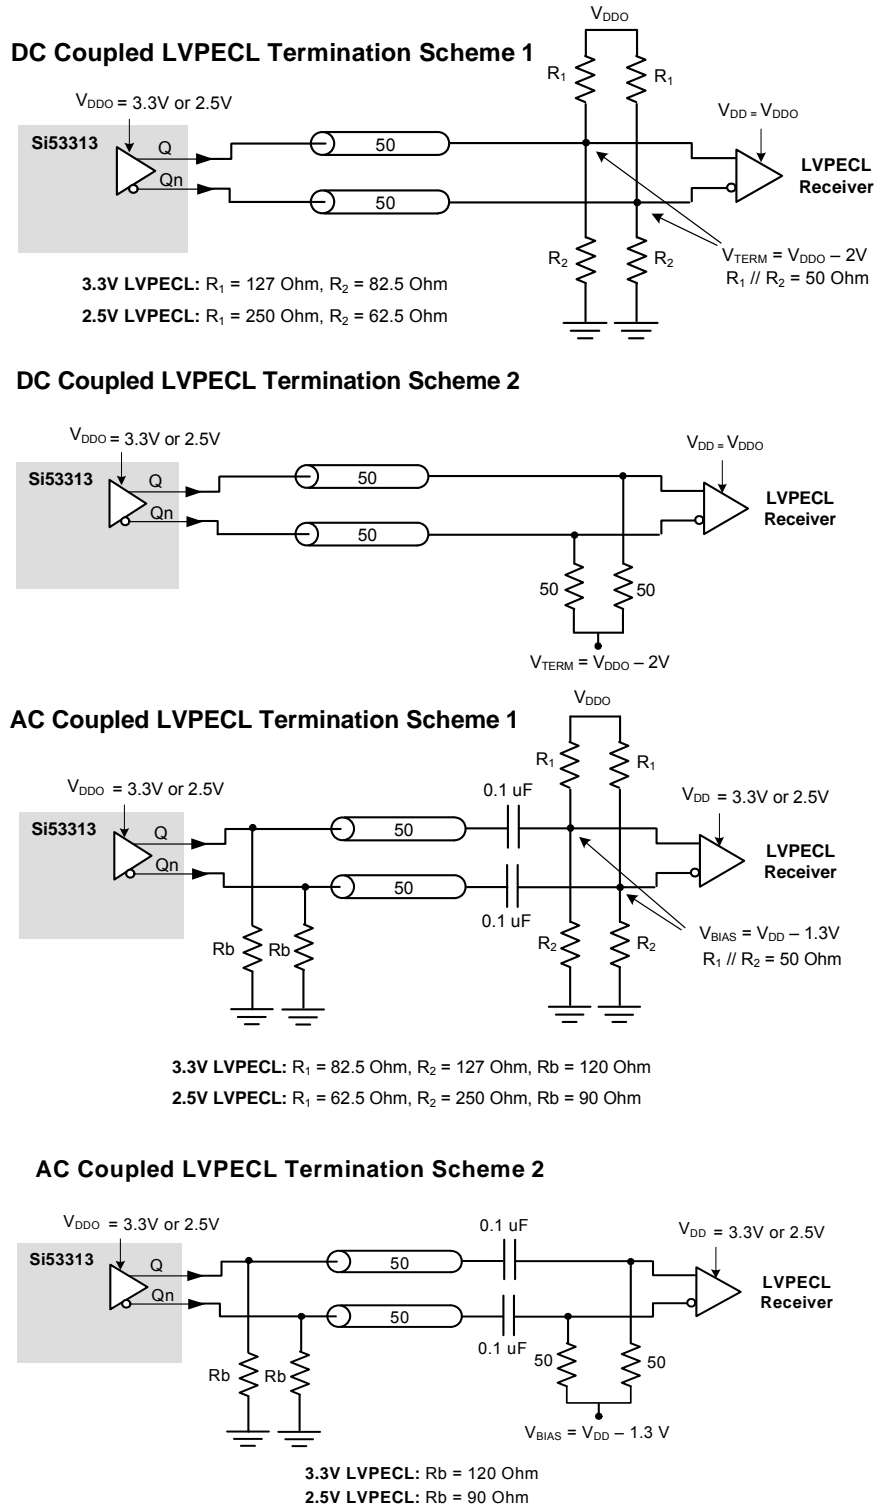 DC Coupled LVPECL Termination Scheme 1
VDDO
R1
R1
VDDO = 3.3V or 2.5V
VDD = VDDO
Si53313
Q
50
LVPECL
Receiver
Qn
50
R2
R2
VTERM = VDDO – 2V
R1 // R2 = 50 Ohm
3.3V LVPECL: R1 = 127 Ohm, R2 = 82.5 Ohm
2.5V LVPECL: R1 = 250 Ohm, R2 = 62.5 Ohm
DC Coupled LVPECL Termination Scheme 2
VDDO = 3.3V or 2.5V
VDD = VDDO
Si53313
Q
50
LVPECL
Receiver
Qn
50
50
50
VTERM = VDDO – 2V
AC Coupled LVPECL Termination Scheme 1
VDDO
R1
R1
VDDO = 3.3V or 2.5V
0.1 uF
VDD = 3.3V or 2.5V
Si53313
Q
50
LVPECL
Receiver
Qn
50
0.1 uF
Rb
Rb
R2
R2
VBIAS = VDD – 1.3V
R1 // R2 = 50 Ohm
3.3V LVPECL: R1 = 82.5 Ohm, R2 = 127 Ohm, Rb = 120 Ohm
2.5V LVPECL: R1 = 62.5 Ohm, R2 = 250 Ohm, Rb = 90 Ohm
AC Coupled LVPECL Termination Scheme 2
VDDO = 3.3V or 2.5V
0.1 uF
VDD = 3.3V or 2.5V
Si53313
Q
50
LVPECL
Receiver
Qn
50
0.1 uF
Rb
Rb
50
50
VBIAS = VDD – 1.3 V
3.3V LVPECL: Rb = 120 Ohm
2.5V LVPECL: Rb = 90 Ohm